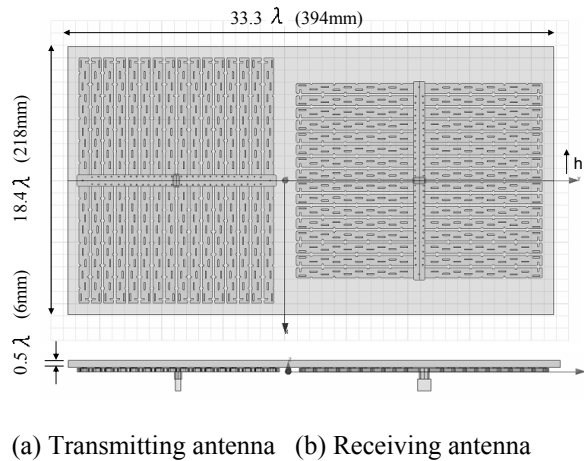 33.3 λ (394mm)
18.4 λ (218mm)
h
0.5 λ (6mm)
(a) Transmitting antenna (b) Receiving antenna